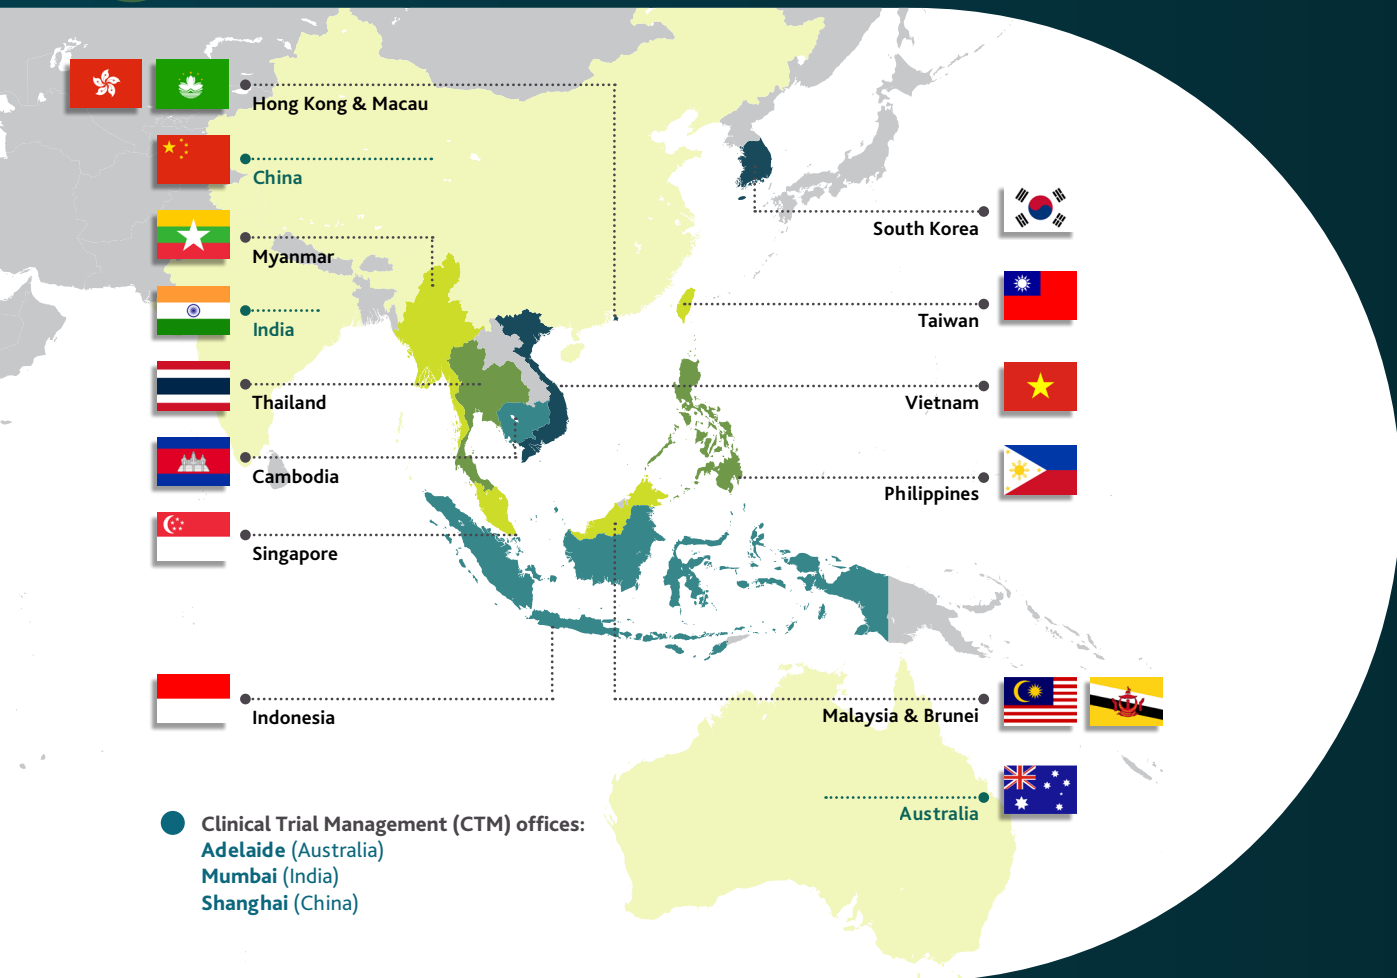 Hong Kong & Macau
China
Myanmar
India
Thailand
Cambodia
Singapore
Indonesia
South Korea
Taiwan
Vietnam
Philippines
Malaysia & Brunei
Australia
Clinical Trial Management (CTM) offices:
Adelaide (Australia)
Mumbai (India)
Shanghai (China)